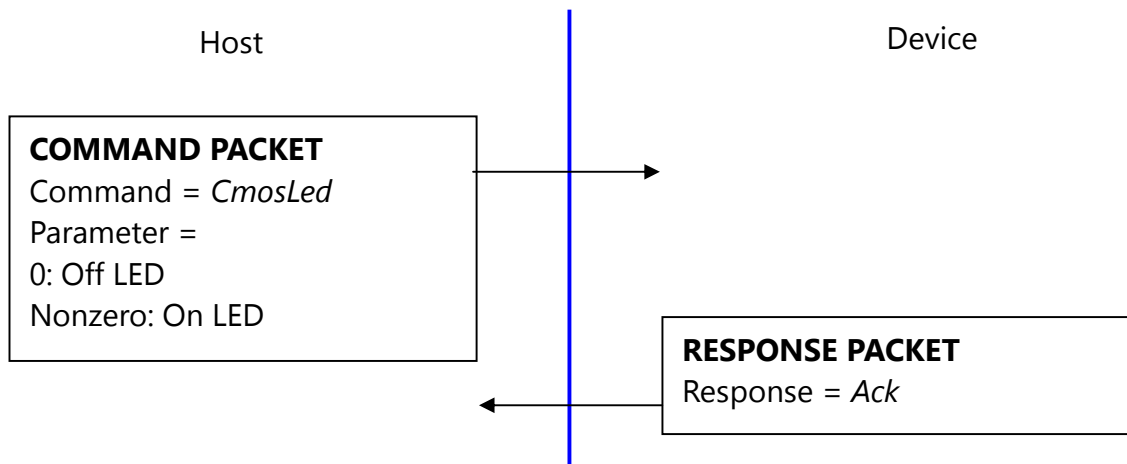 Host
Device
COMMAND PACKET
Command = CmosLed
Parameter =
0: Off LED
Nonzero: On LED
RESPONSE PACKET
Response = Ack